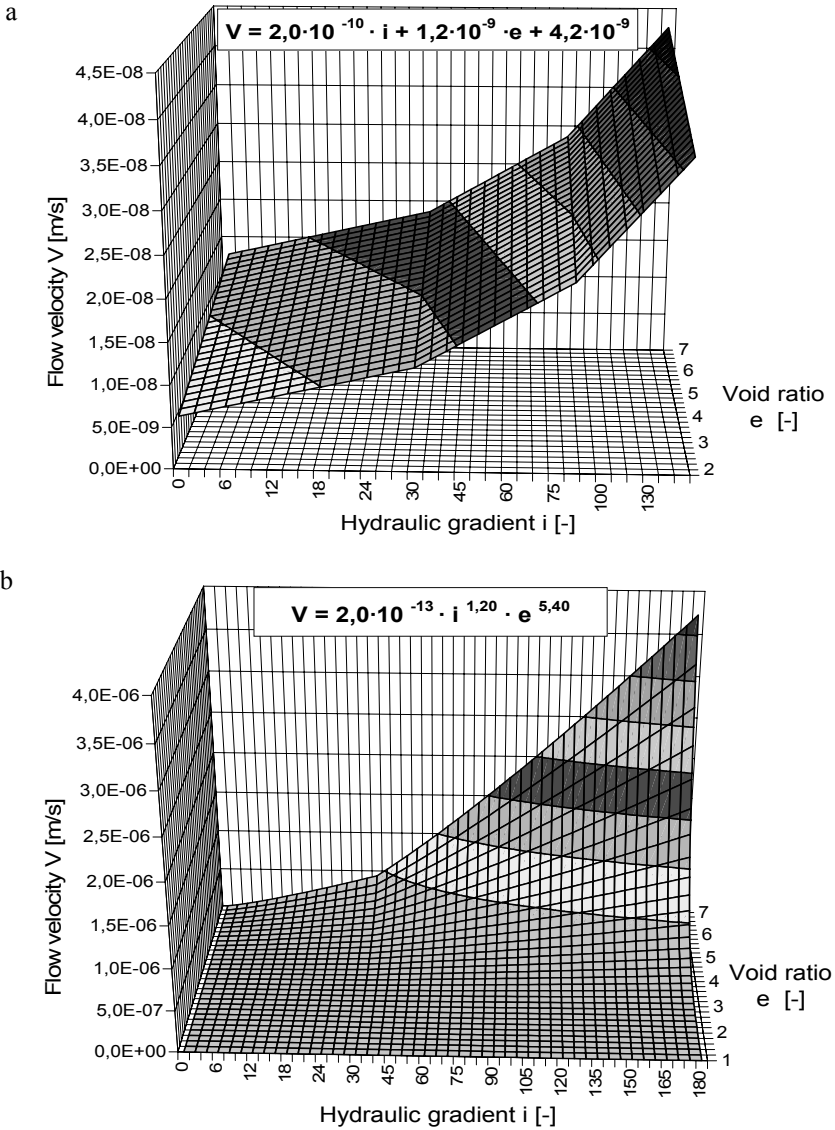 a
V = 2,0·10 -10 · i + 1,2·10-9 ·e + 4,2·10-9
4,5E-08
4,0E-08
3,5E-08
3,0E-08
2,5E-08
2,0E-08
1,5E-08
1,0E-08
5,0E-09
0,0E+00
Flow velocity V [m/s]
0 6 12 18 24 30 45 60 75 100 130
Hydraulic gradient i [-]
7
6
5
4
3
2
Void ratio
e [-]
b
V = 2,0·10 -13 · i 1,20 · e 5,40
4,0E-06
3,5E-06
3,0E-06
2,5E-06
2,0E-06
1,5E-06
1,0E-06
5,0E-07
0,0E+00
Flow velocity V [m/s]
0 6 12 18 24 30 45 60 75 90 105 120 135 150 165 180
Hydraulic gradient i [-]
7
6
5
4
3
2
1
Void ratio
e [-]